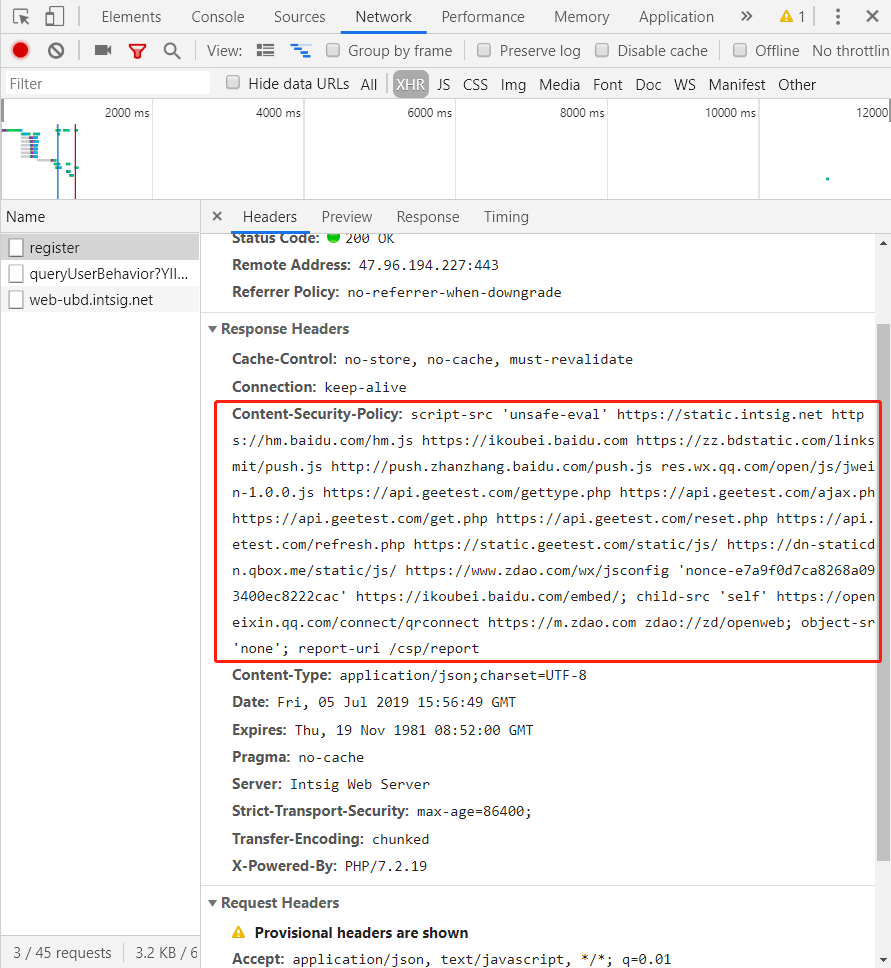 Elements Console Sources Network Performance Memory Application » 1
View: Group by frame Preserve log Disable cache Offline No throttlin
Filter Hide data URLs All XHR JS CSS Img Media Font Doc WS Manifest Other
2000 ms 4000 ms 6000 ms 8000 ms 10000 ms 12000
Name × Headers Preview Response Timing
register
queryUserBehavior?YII...
web-ubd.intsig.net
Status Code: 200 OK
Remote Address: 47.96.194.227:443
Referrer Policy: no-referrer-when-downgrade
Response Headers
Cache-Control: no-store, no-cache, must-revalidate
Connection: keep-alive
Content-Security-Policy: script-src 'unsafe-eval' https://static.intsig.net http
s://hm.baidu.com/hm.js https://ikoubei.baidu.com https://zz.bdstatic.com/links
mit/push.js http://push.zhanzhang.baidu.com/push.js res.wx.qq.com/open/js/jwei
n-1.0.0.js https://api.geetest.com/gettype.php https://api.geetest.com/ajax.ph
https://api.geetest.com/get.php https://api.geetest.com/reset.php https://api.
etest.com/refresh.php https://static.geetest.com/static/js/ https://dn-staticd
n.qbox.me/static/js/ https://www.zdao.com/wx/jsconfig 'nonce-e7a9f0d7ca8268a09
3400ec8222cac' https://ikoubei.baidu.com/embed/; child-src 'self' https://open
eixin.qq.com/connect/qrconnect https://m.zdao.com zdao://zd/openweb; object-sr
'none'; report-uri /csp/report
Content-Type: application/json;charset=UTF-8
Date: Fri, 05 Jul 2019 15:56:49 GMT
Expires: Thu, 19 Nov 1981 08:52:00 GMT
Pragma: no-cache
Server: Intsig Web Server
Strict-Transport-Security: max-age=86400;
Transfer-Encoding: chunked
X-Powered-By: PHP/7.2.19
Request Headers
Provisional headers are shown
Accept: application/json, text/javascript, */*; q=0.01
3 / 45 requests 3.2 KB / 6